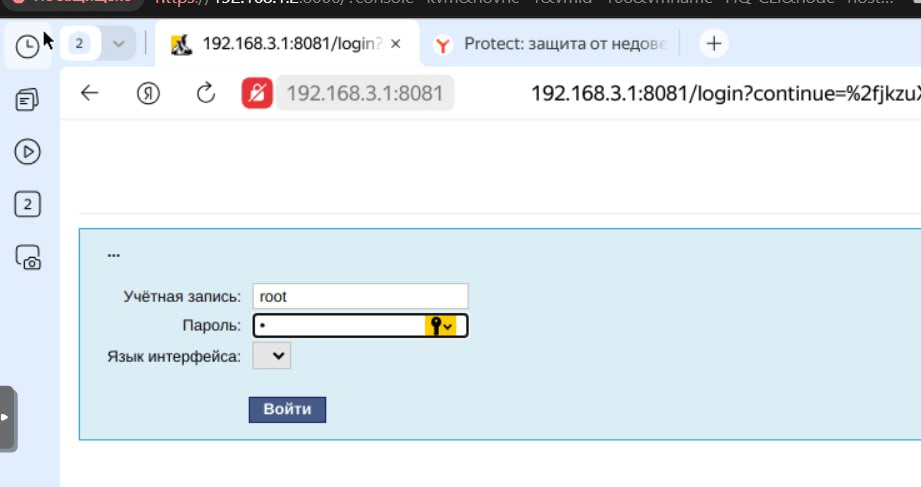 2
192.168.3.1:8081/login?
Protect: защита от недове
192.168.3.1:8081
192.168.3.1:8081/login?continue=%2fjkzuX
2
...
Учётная запись: root
Пароль: •
Язык интерфейса:
Войти